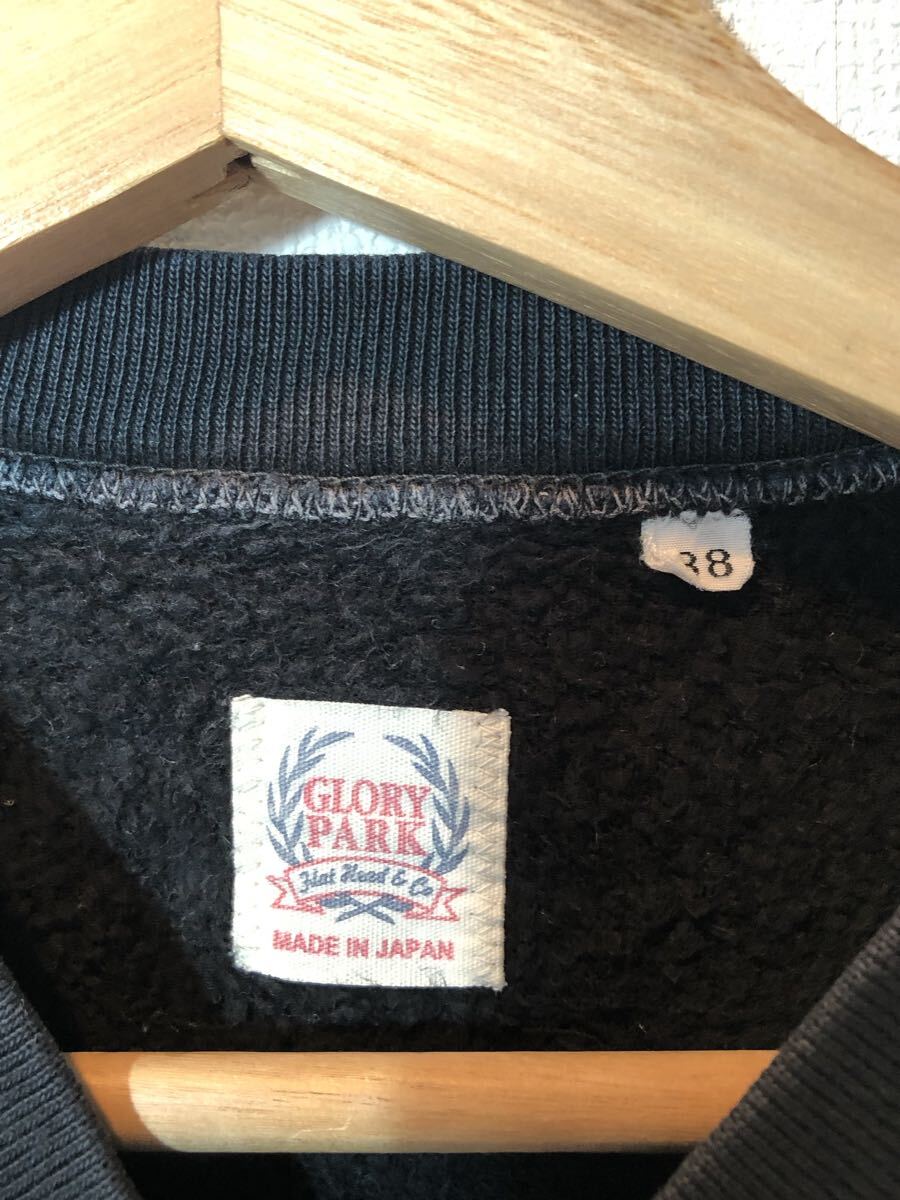 38
GLORY
PARK
Flat Head & Co
MADE IN JAPAN